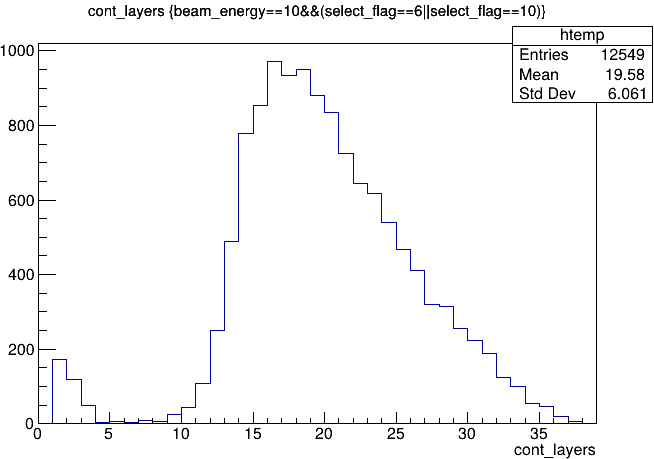 cont_layers {beam_energy==10&&(select_flag==6||select_flag==10)}
htemp
Entries 12549
Mean 19.58
Std Dev 6.061
1000
800
600
400
200
0
0 5 10 15 20 25 30 35
cont_layers